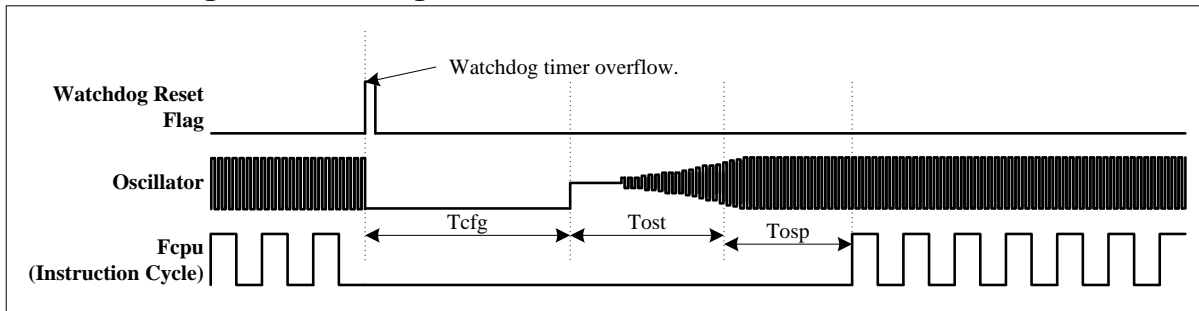 Watchdog timer overflow.
Watchdog Reset
Flag
Oscillator
Tcfg
Tost
Tosp
Fcpu
(Instruction Cycle)